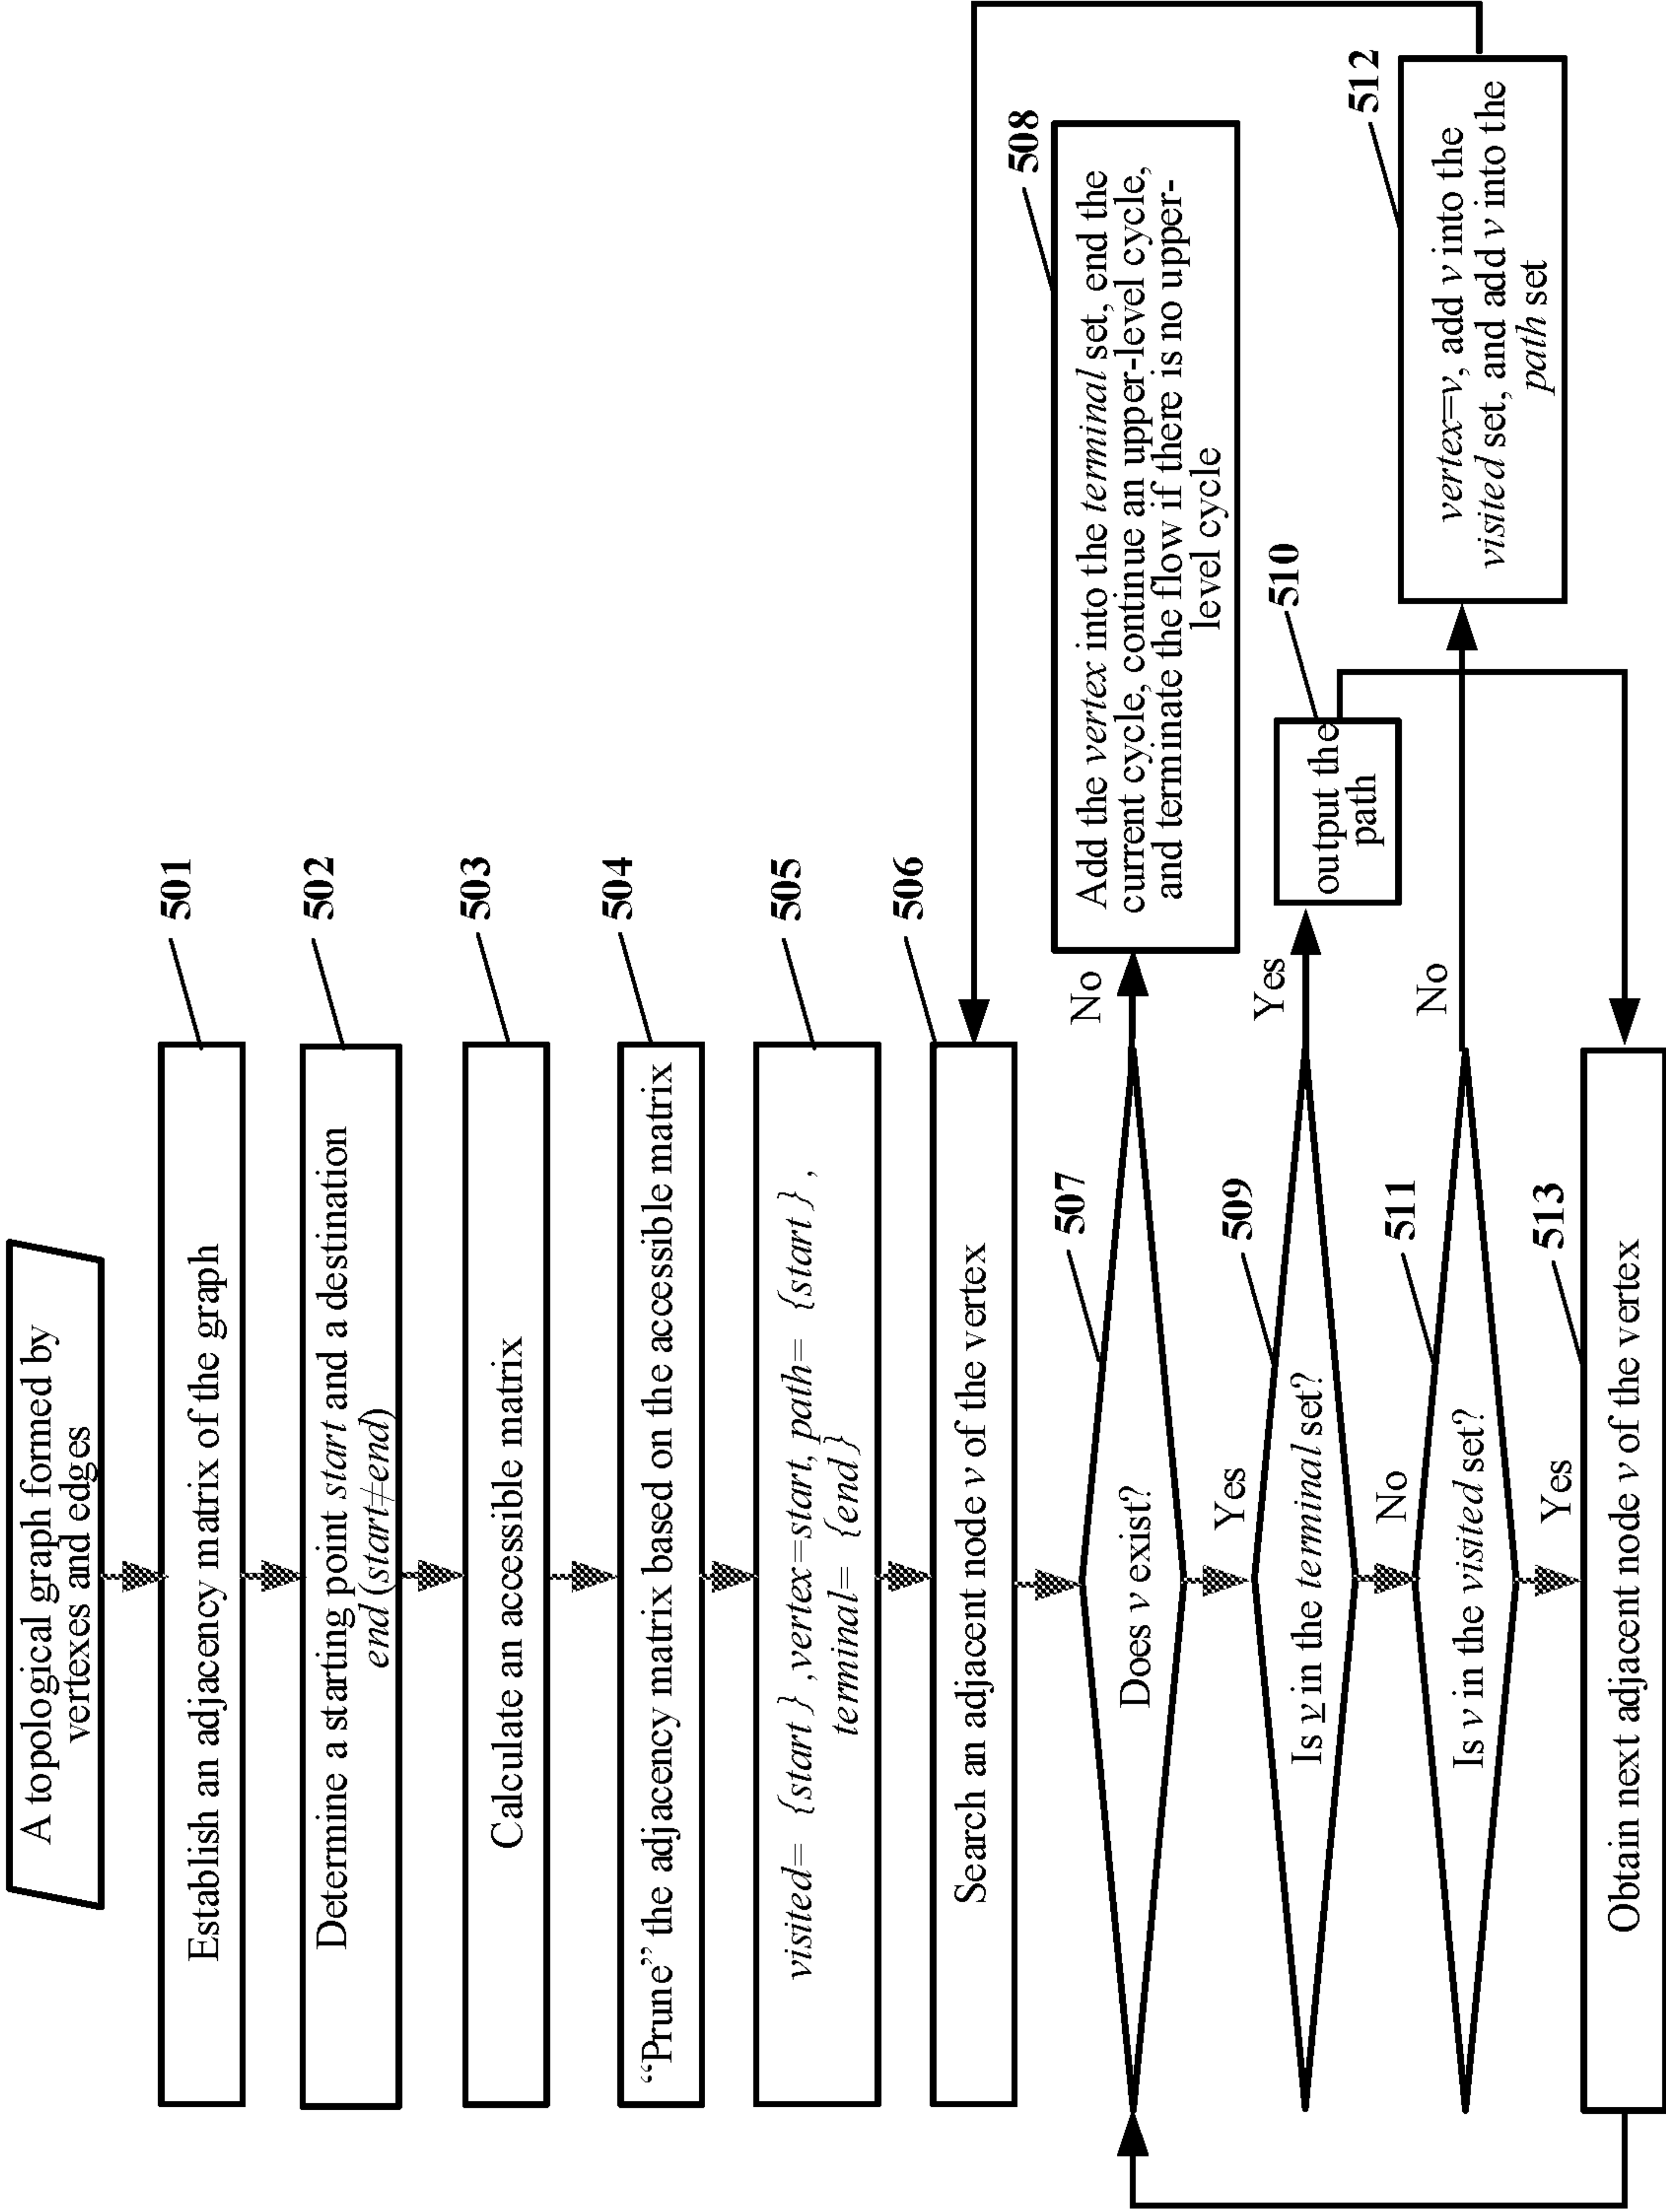 A topological graph formed by
vertexes and edges
501
Establish an adjacency matrix of the graph
502
Determine a starting point start and a destination
end (start≠end)
503
Calculate an accessible matrix
504
“Prune” the adjacency matrix based on the accessible matrix
505
visited= {start} ,vertex=start, path= {start} ,
terminal= {end}
506
Search an adjacent node v of the vertex
507
Does v exist?
No
Yes
508
Add the vertex into the terminal set, end the
current cycle, continue an upper-level cycle,
and terminate the flow if there is no upper-
level cycle
509
Is v in the terminal set?
Yes
No
510
output the
path
511
Is v in the visited set?
No
Yes
512
vertex=v, add v into the
visited set, and add v into the
path set
513
Obtain next adjacent node v of the vertex